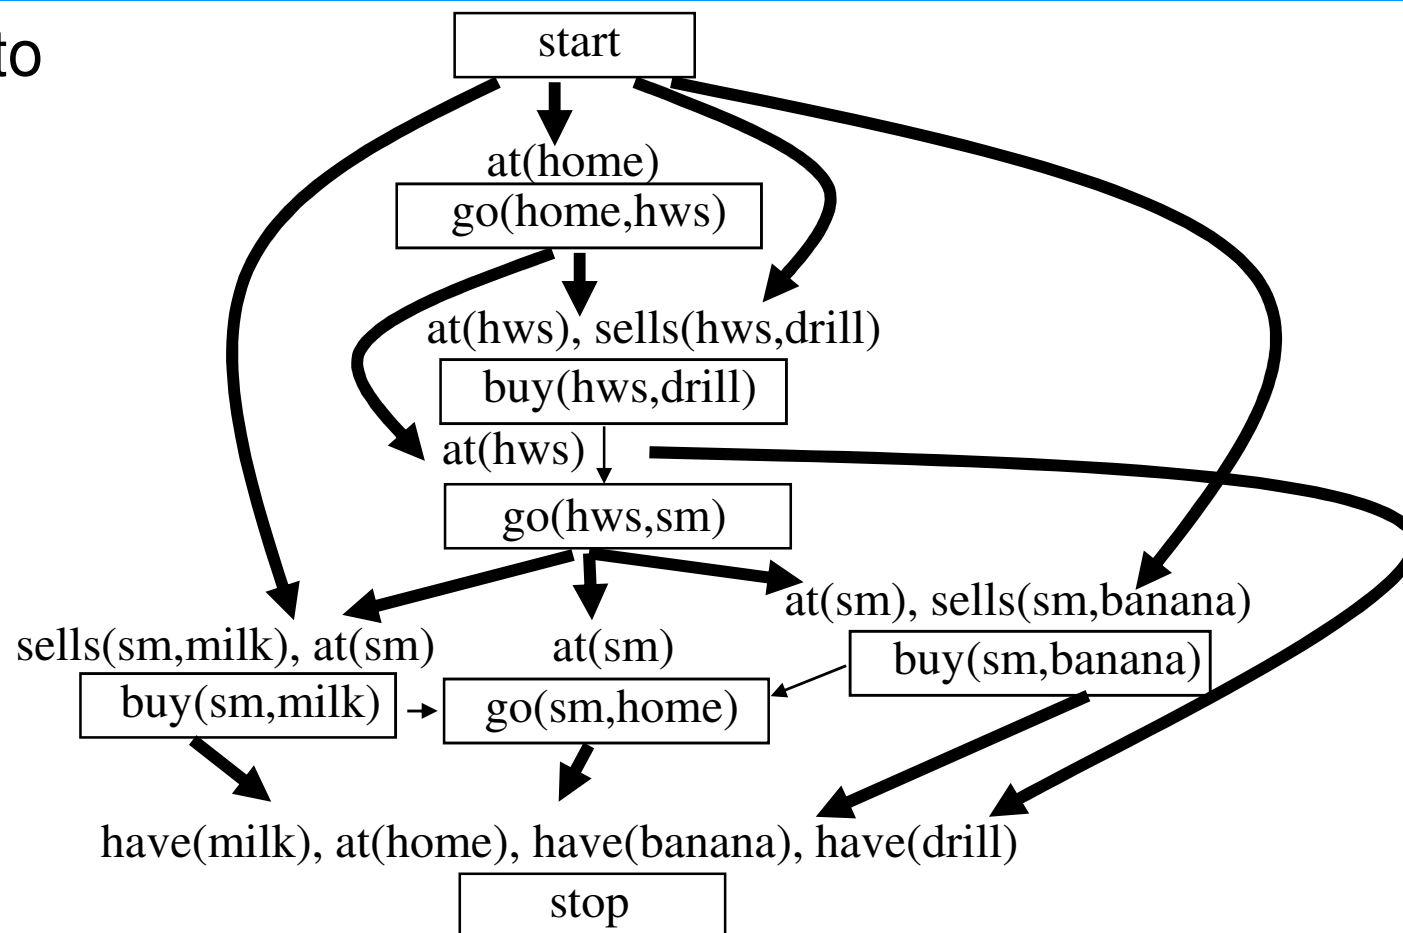 to
start
at(home)
go(home,hws)
at(hws), sells(hws,drill)
buy(hws,drill)
at(hws)
go(hws,sm)
at(sm), sells(sm,banana)
sells(sm,milk), at(sm)
at(sm)
buy(sm,banana)
buy(sm,milk)
go(sm,home)
have(milk), at(home), have(banana), have(drill)
stop